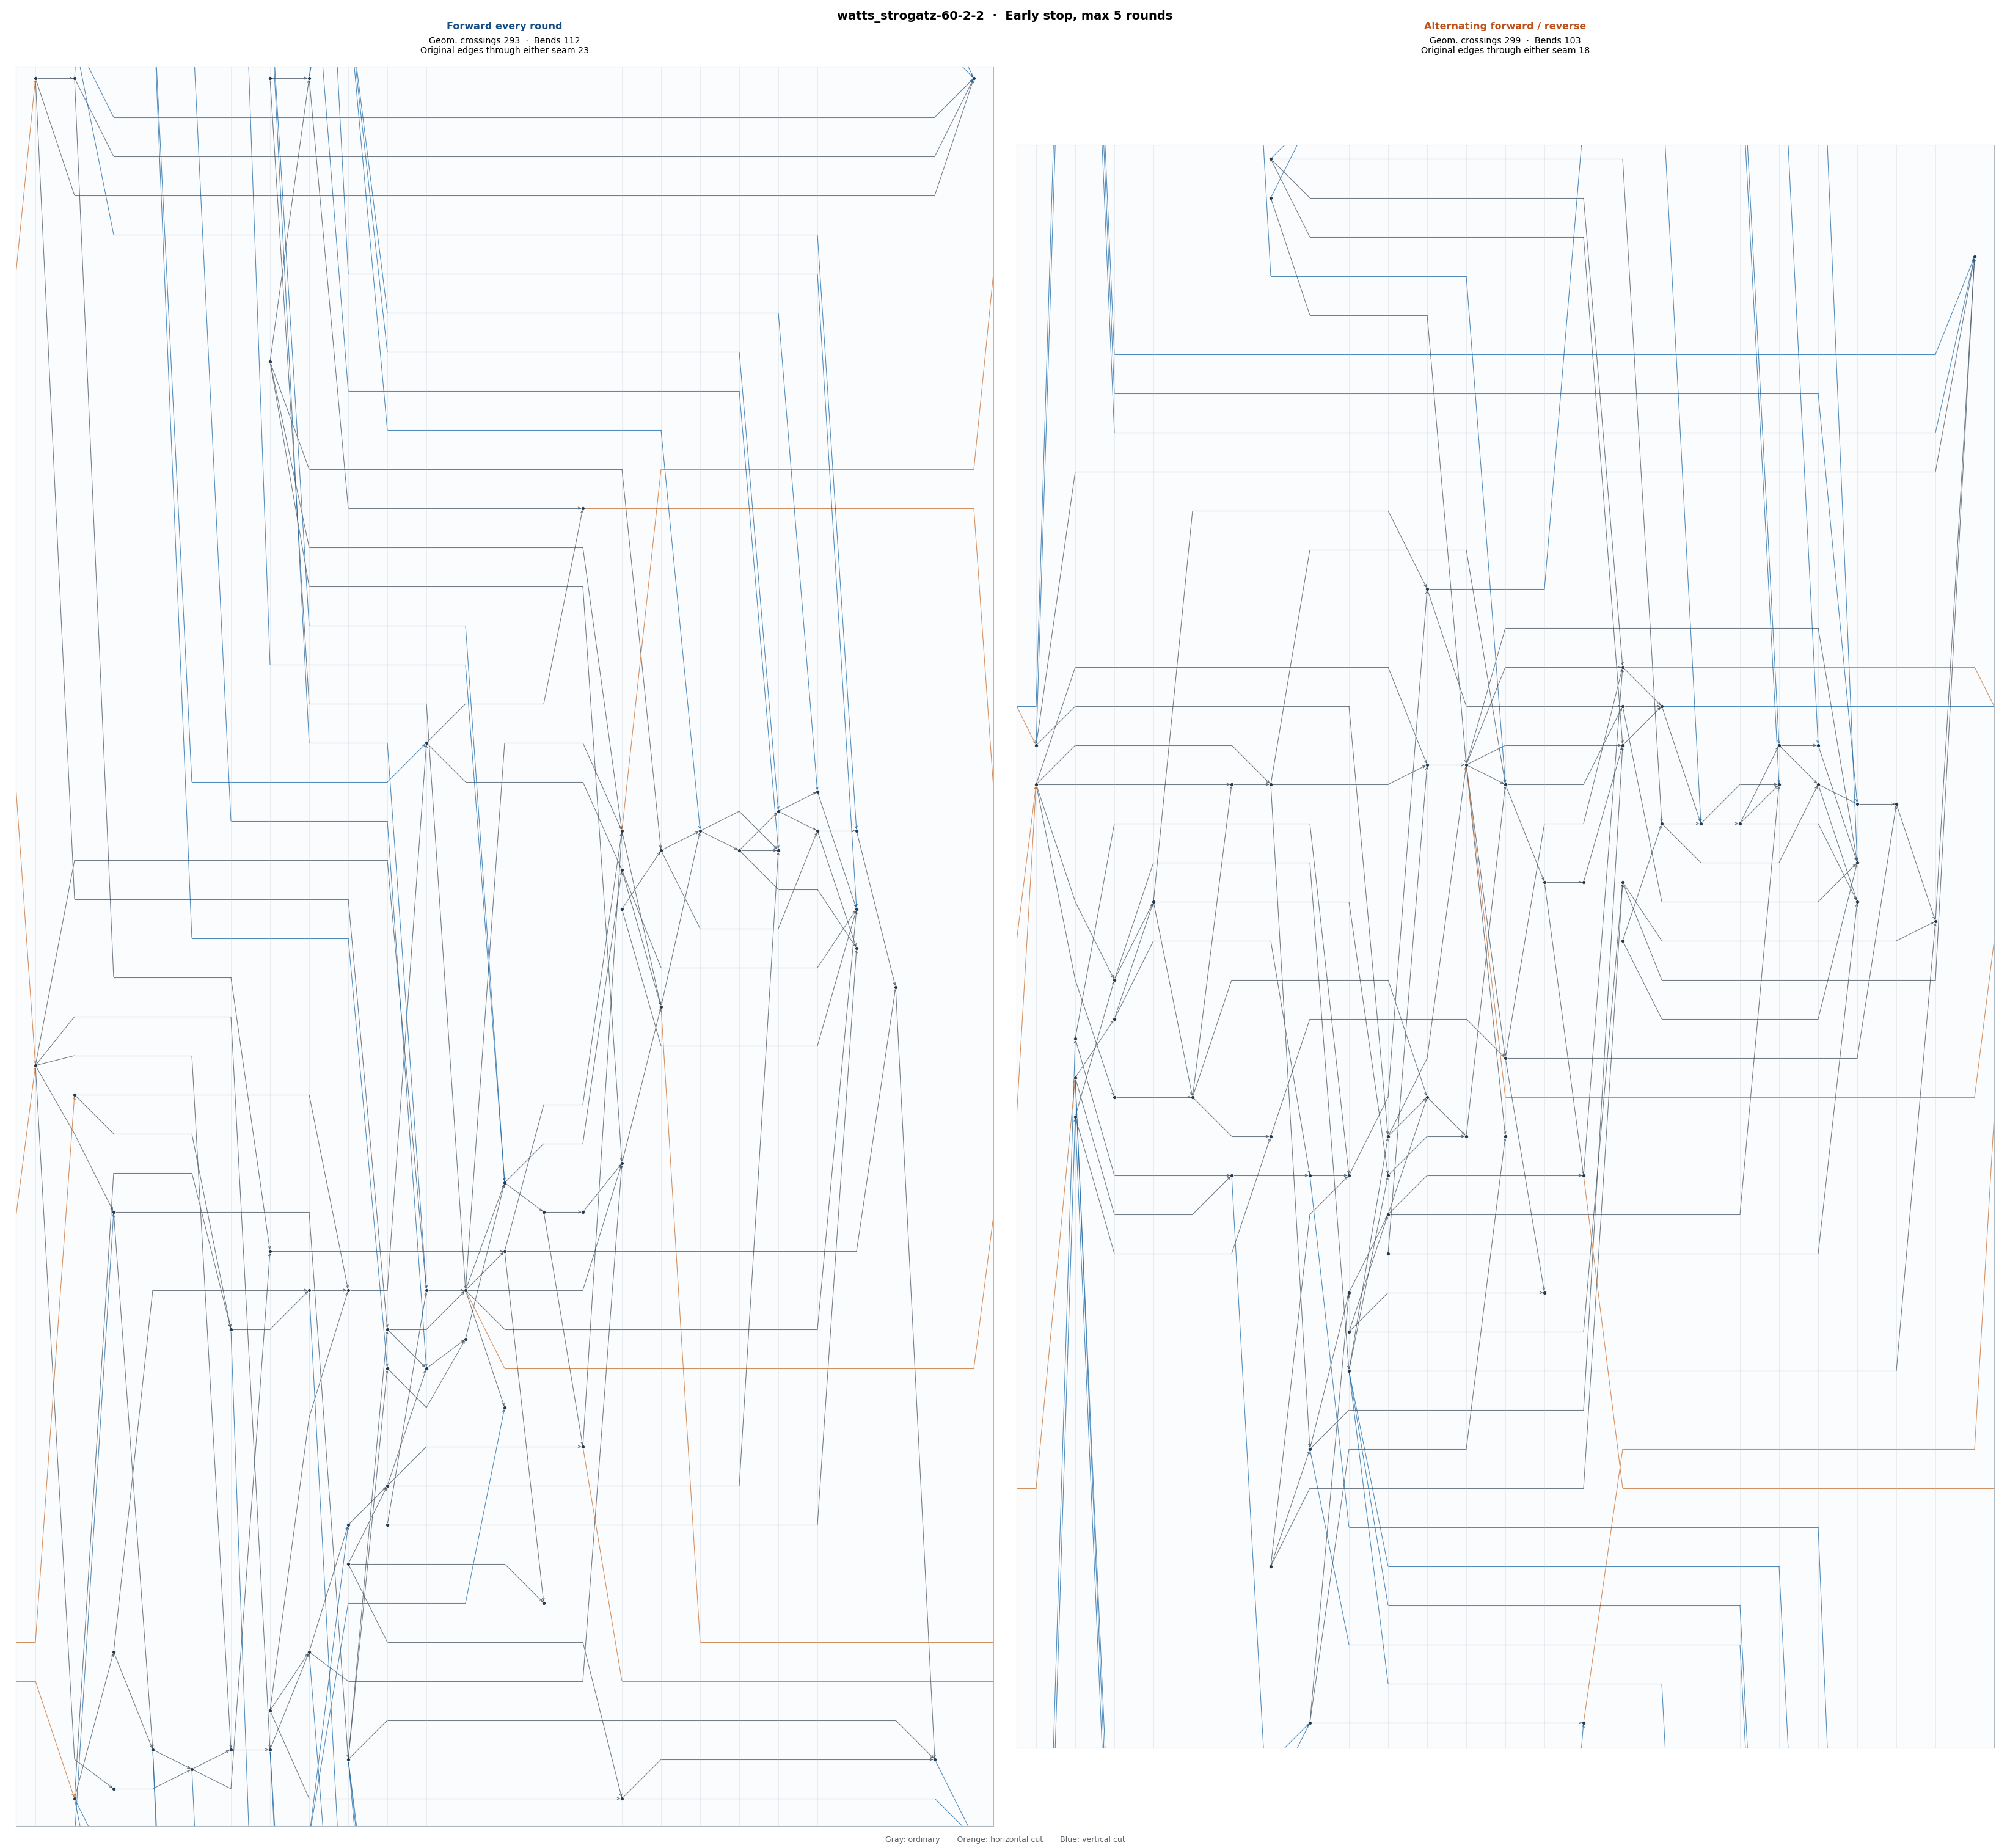 watts_strogatz-60-2-2 · Early stop, max 5 rounds
Forward every round
Geom. crossings 293 · Bends 112
Original edges through either seam 23
Alternating forward / reverse
Geom. crossings 299 · Bends 103
Original edges through either seam 18
Gray: ordinary · Orange: horizontal cut · Blue: vertical cut